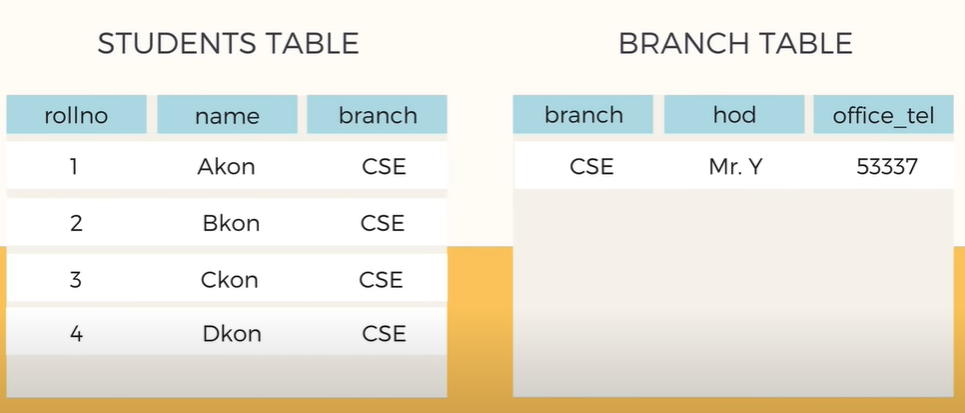 STUDENTS TABLE
rollno name branch
1 Akon CSE
2 Bkon CSE
3 Ckon CSE
4 Dkon CSE
BRANCH TABLE
branch hod office_tel
CSE Mr. Y 53337